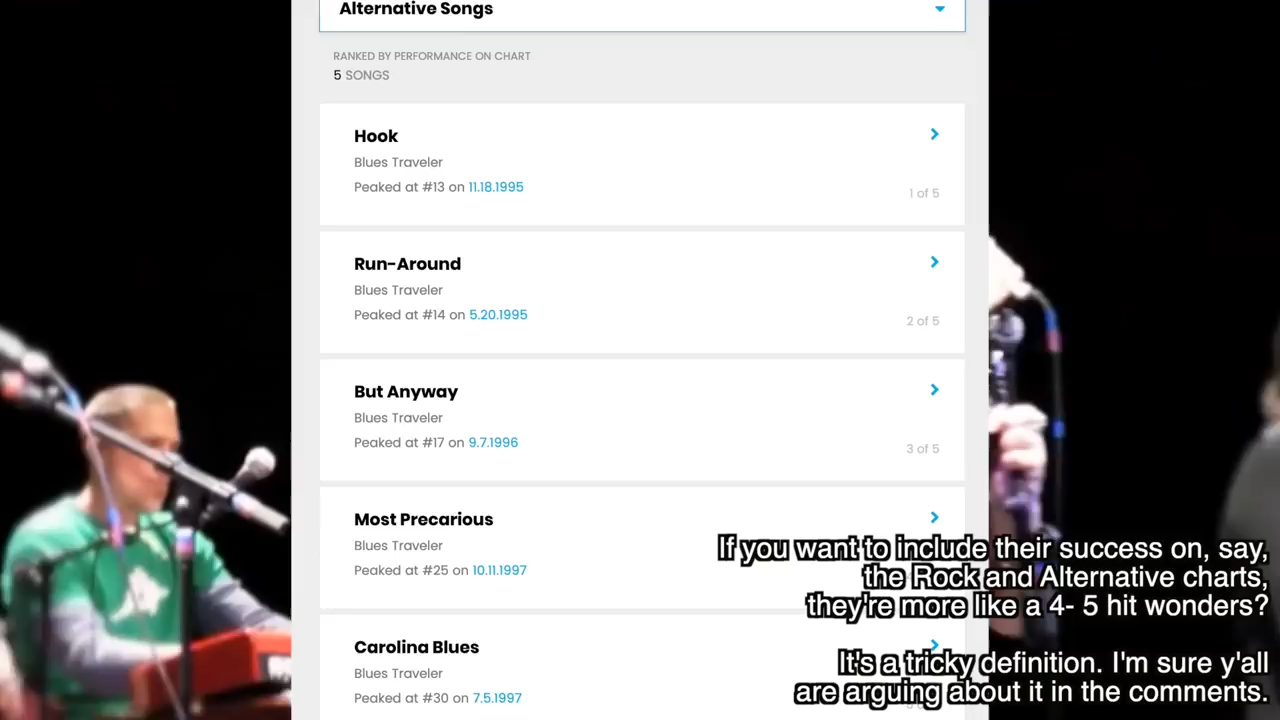 Alternative Songs
RANKED BY PERFORMANCE ON CHART
5 SONGS
Hook
Blues Traveler
Peaked at #13 on 11.18.1995
1 of 5
Run-Around
Blues Traveler
Peaked at #14 on 5.20.1995
2 of 5
But Anyway
Blues Traveler
Peaked at #17 on 9.7.1996
3 of 5
Most Precarious
Blues Traveler
Peaked at #25 on 10.11.1997
Carolina Blues
Blues Traveler
Peaked at #30 on 7.5.1997
If you want to include their success on, say,
the Rock and Alternative charts,
they're more like a 4- 5 hit wonders?
It's a tricky definition. I'm sure y'all
are arguing about it in the comments.